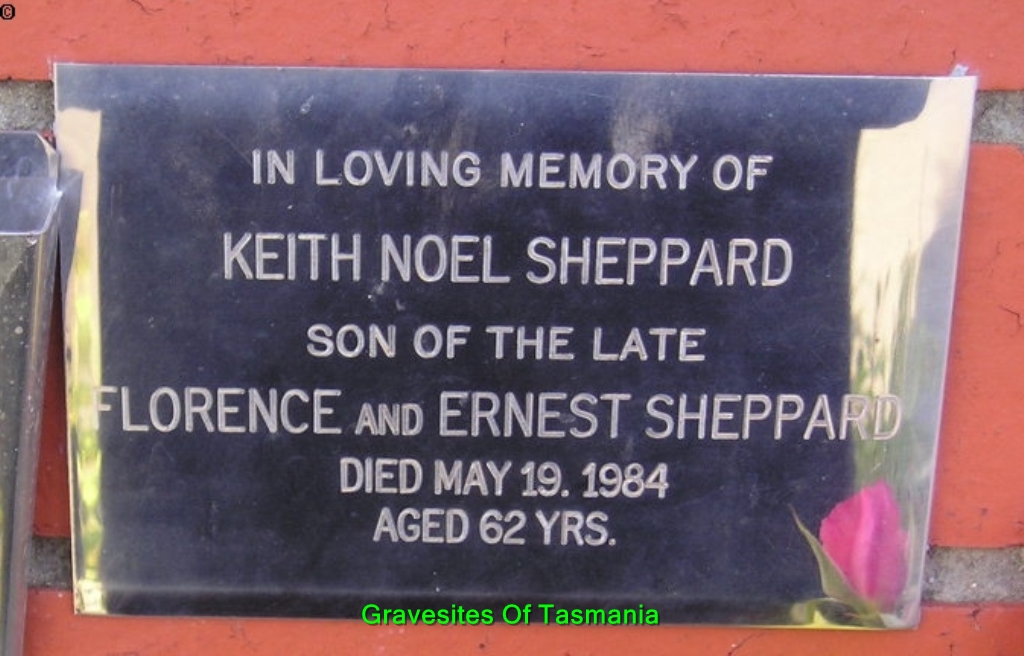 ©
IN LOVING MEMORY OF
KEITH NOEL SHEPPARD
SON OF THE LATE
FLORENCE AND ERNEST SHEPPARD
DIED MAY 19. 1984
AGED 62 YRS.
Gravesites Of Tasmania